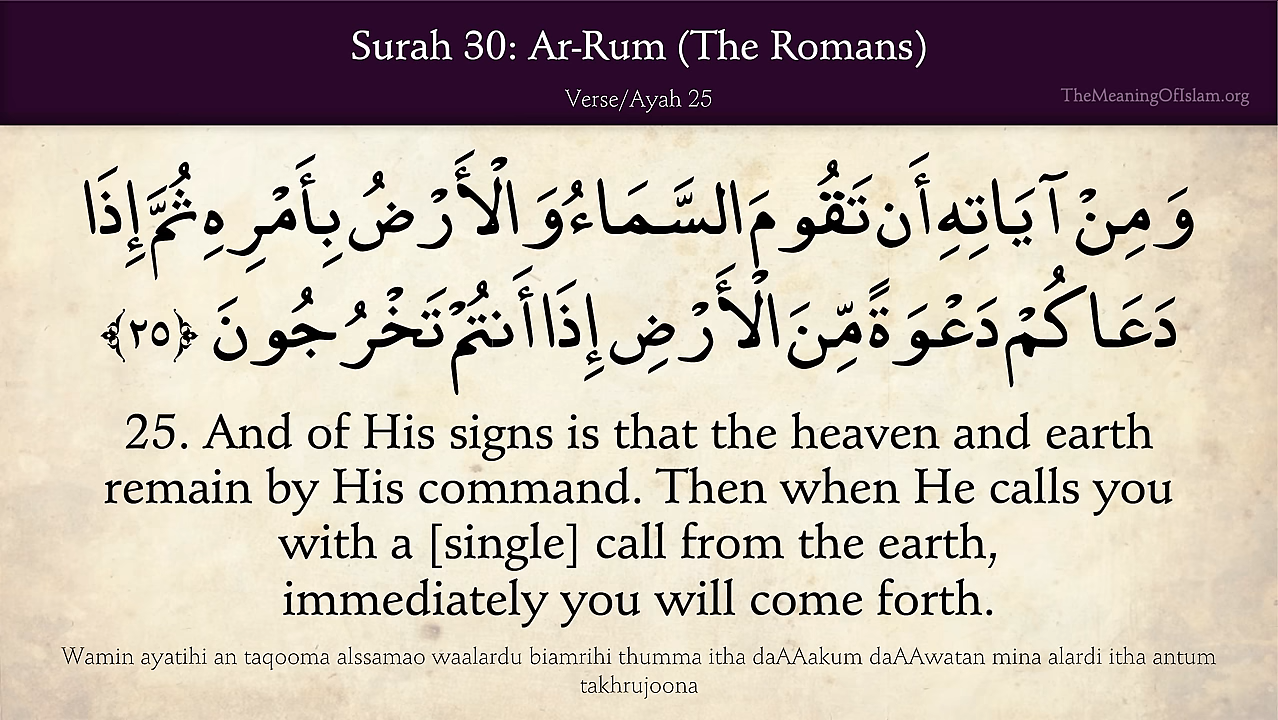 Surah 30: Ar-Rum (The Romans)
Verse/Ayah 25
TheMeaningOfIslam.org
وَمِنْ آيَاتِهِ أَن تَقُومَ السَّمَاءُ وَالْأَرْضُ بِأَمْرِهِ ثُمَّ إِذَا
دَعَاكُمْ دَعْوَةً مِّنَ الْأَرْضِ إِذَا أَنتُمْ تَخْرُجُونَ ﴿٢٥﴾
25. And of His signs is that the heaven and earth
remain by His command. Then when He calls you
with a [single] call from the earth,
immediately you will come forth.
Wamin ayatihi an taqooma alssamao waalardu biamrihi thumma itha daAAakum daAAwatan mina alardi itha antum
takhrujoona